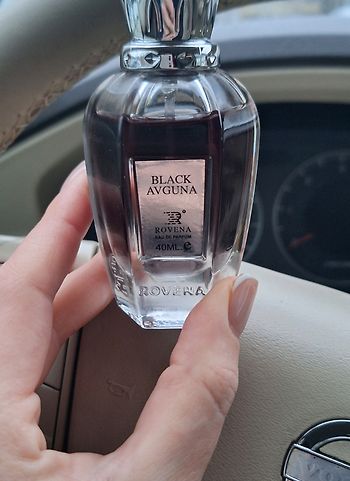 BLACK
AVGUNA
R
ROVENA
EAU DE PARFUM
40ML. e
ROVENA